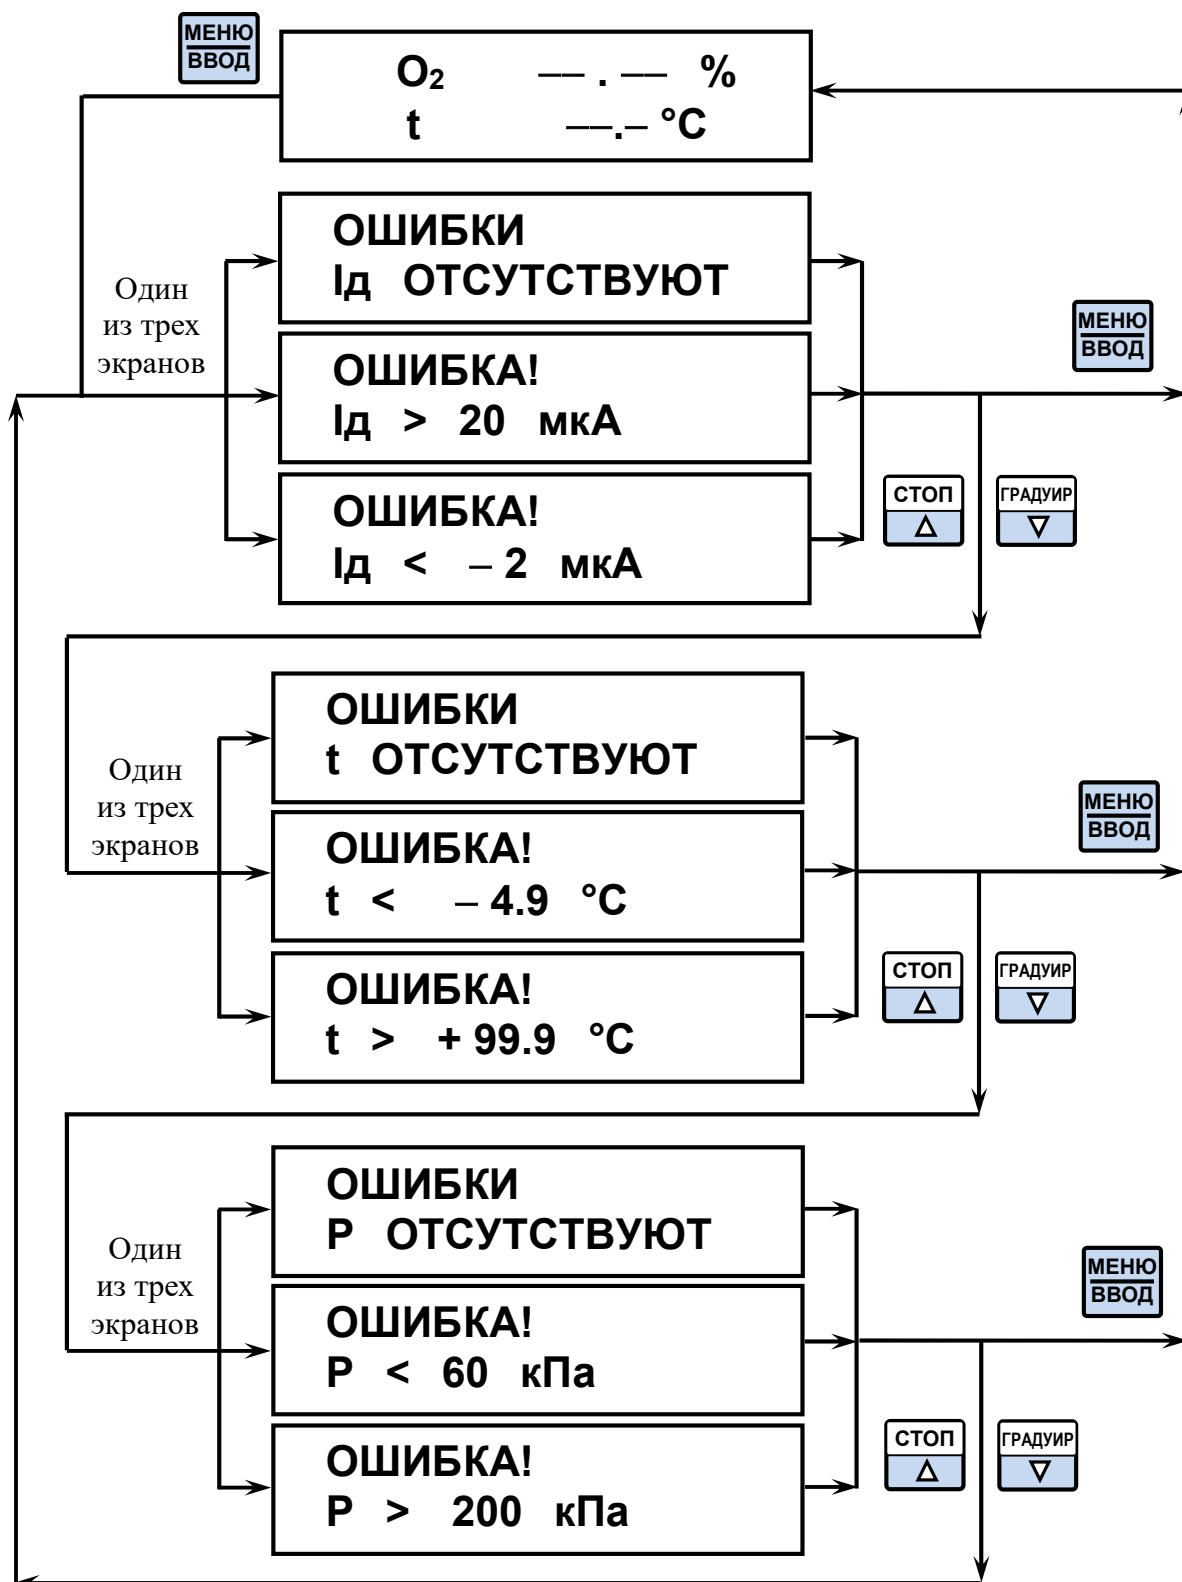 МЕНЮ
ВВОД
O₂ –– . –– %
t ––.– °C
ОШИБКИ
Iд ОТСУТСТВУЮТ
Один
из трех
экранов
ОШИБКА!
Iд > 20 мкА
МЕНЮ
ВВОД
ОШИБКА!
Iд < – 2 мкА
СТОП
ГРАДУИР
ОШИБКИ
t ОТСУТСТВУЮТ
Один
из трех
экранов
ОШИБКА!
t < – 4.9 °C
МЕНЮ
ВВОД
ОШИБКА!
t > + 99.9 °C
СТОП
ГРАДУИР
ОШИБКИ
P ОТСУТСТВУЮТ
Один
из трех
экранов
ОШИБКА!
P < 60 кПа
МЕНЮ
ВВОД
ОШИБКА!
P > 200 кПа
СТОП
ГРАДУИР